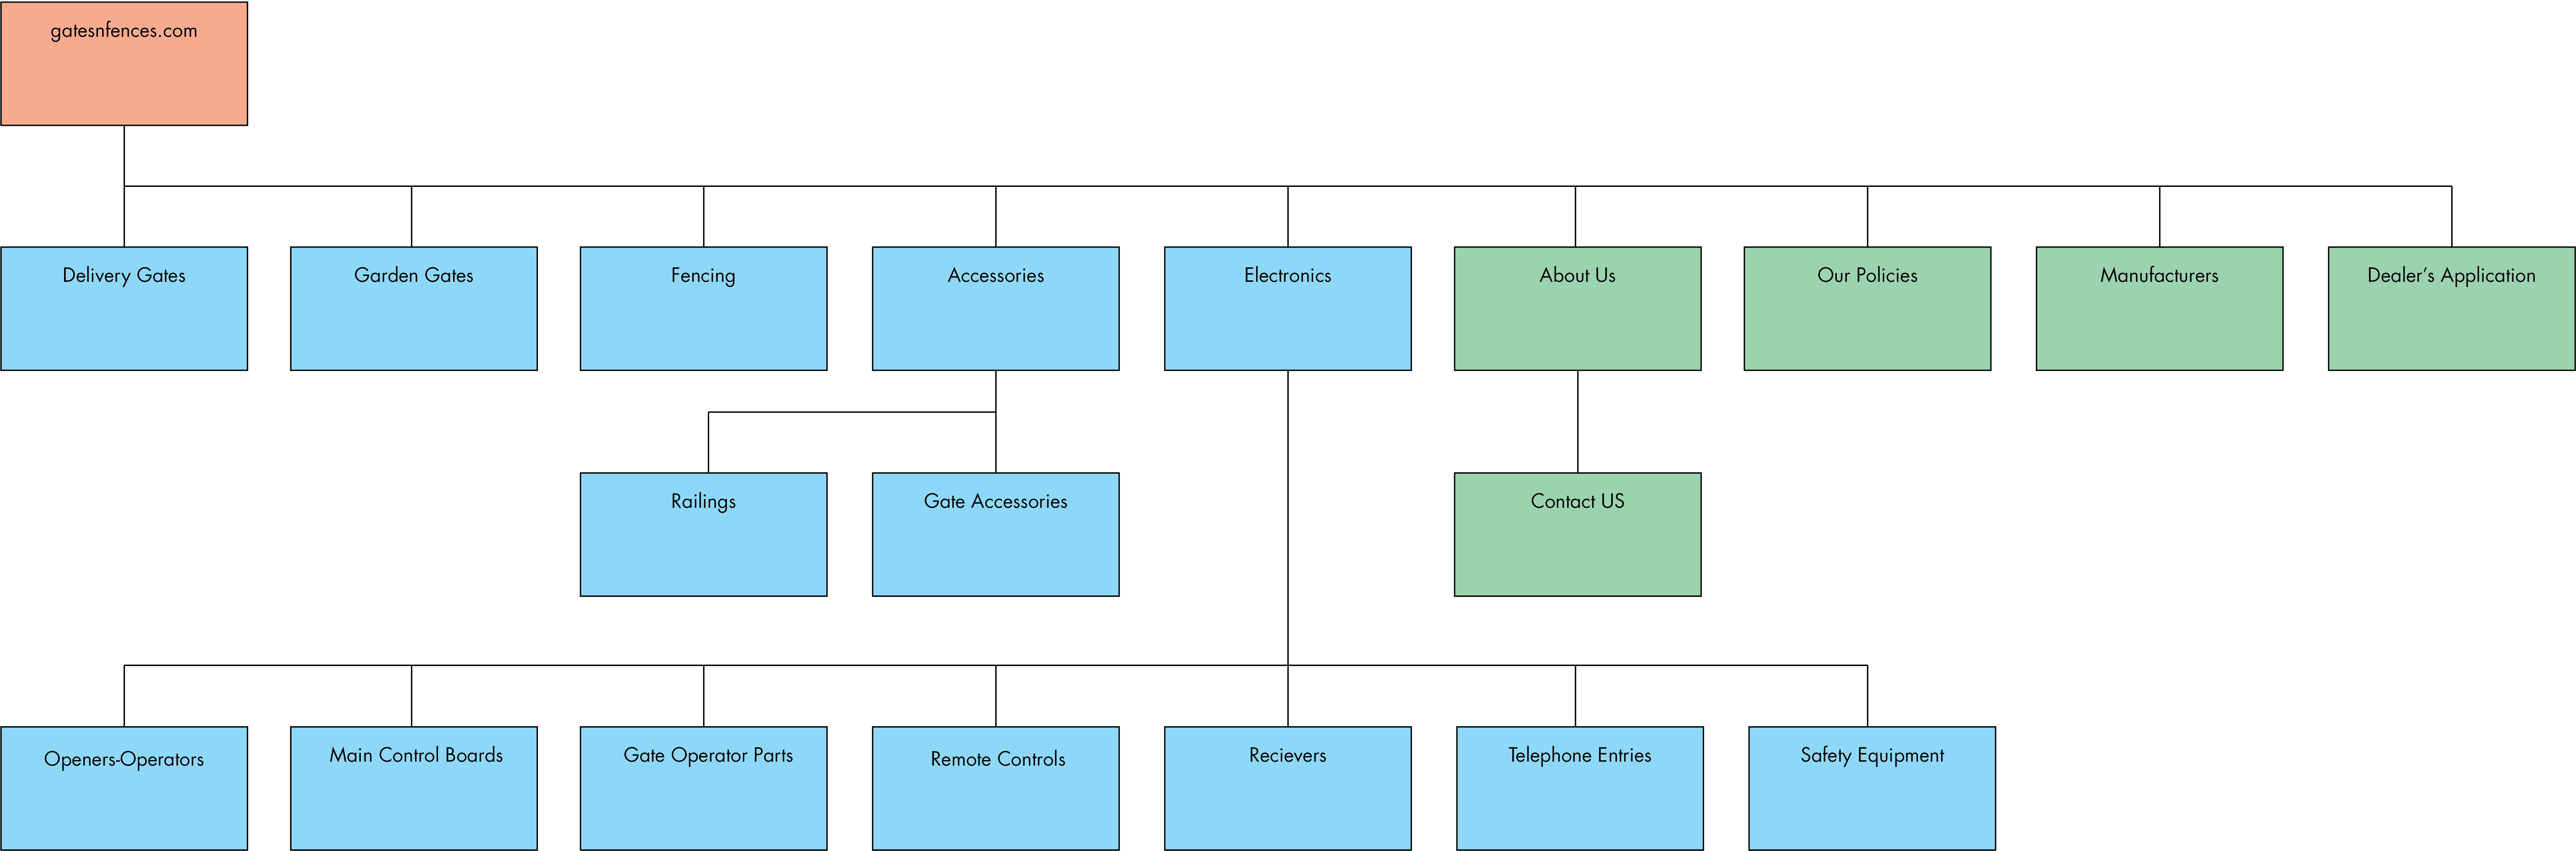 gatesnfences.com
Delivery Gates
Garden Gates
Fencing
Accessories
Electronics
About Us
Our Policies
Manufacturers
Dealer’s Application
Railings
Gate Accessories
Contact US
Openers-Operators
Main Control Boards
Gate Operator Parts
Remote Controls
Recievers
Telephone Entries
Safety Equipment